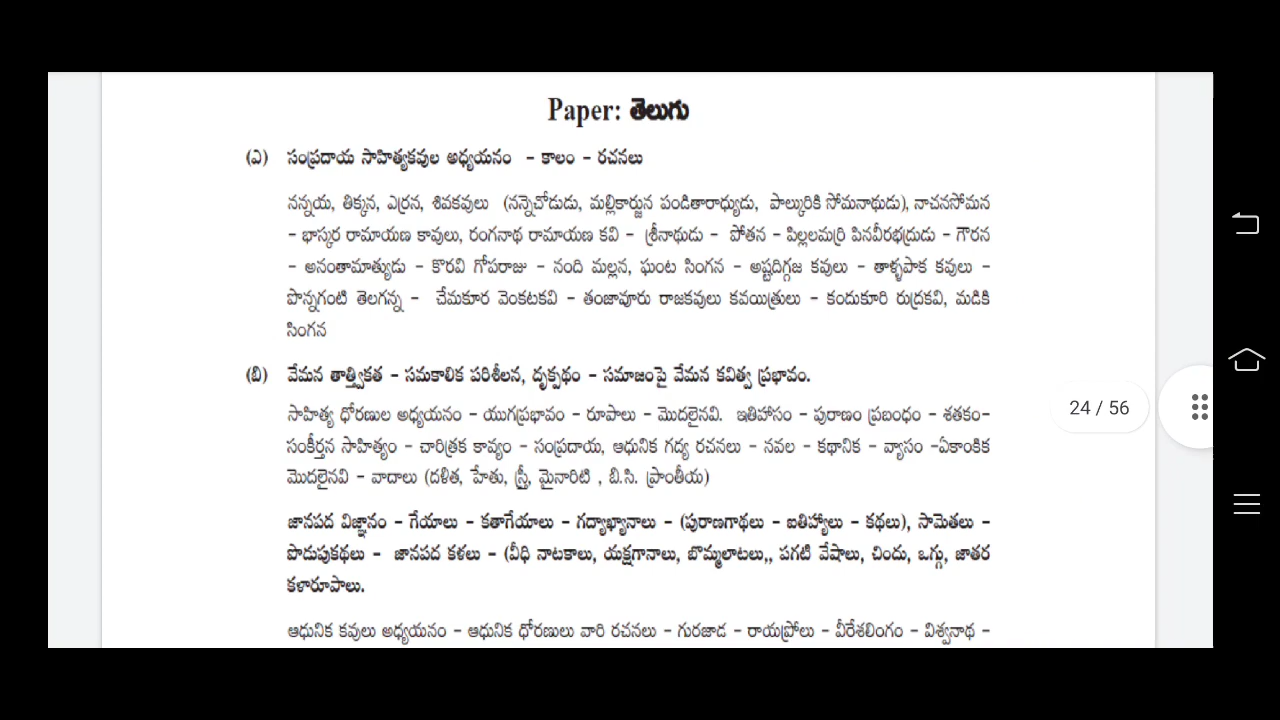 Paper: తెలుగు
(ఎ) సంప్రదాయ సాహిత్యకవుల అధ్యయనం - కాలం - రచనలు
నన్నయ, తిక్కన, ఎర్రన, శివకవులు (నన్నెచోడుడు, మల్లికార్జున పండితారాధ్యుడు, పాల్కురికి సోమనాథుడు), నాచనసోమన
- భాస్కర రామాయణ కావులు, రంగనాథ రామాయణ కవి - శ్రీనాథుడు - పోతన - పిల్లలమర్రి పినవీరభద్రుడు - గౌరన
- అనంతామాత్యుడు - కొరవి గోపరాజు - నంది మల్లన, ఘంట సింగన - అష్టదిగ్గజ కవులు - తాళ్ళపాక కవులు -
పొన్నగంటి తెలగన్న - చేమకూర వెంకటకవి - తంజావూరు రాజకవులు కవయిత్రులు - కందుకూరి రుద్రకవి, మడికి
సింగన
(బి) వేమన తాత్త్వికత - సమకాలిక పరిశీలన, దృక్పథం - సమాజంపై వేమన కవిత్వ ప్రభావం.
సాహిత్య ధోరణుల అధ్యయనం - యుగప్రభావం - రూపాలు - మొదలైనవి. ఇతిహాసం - పురాణం ప్రబంధం - శతకం-
సంకీర్తన సాహిత్యం - చారిత్రక కావ్యం - సంప్రదాయ, ఆధునిక గద్య రచనలు - నవల - కథానిక - వ్యాసం -ఏకాంకిక
మొదలైనవి - వాదాలు (దళిత, హేతు, స్త్రీ, మైనారిటీ , బి.సి. ప్రాంతీయ)
జానపద విజ్ఞానం - గేయాలు - కతాగేయాలు - గద్యాఖ్యానాలు - (పురాణగాథలు - ఐతిహ్యాలు - కథలు), సామెతలు -
పొడుపుకథలు - జానపద కళలు - (వీధి నాటకాలు, యక్షగానాలు, బొమ్మలాటలు,, పగటి వేషాలు, చిందు, ఒగ్గు, జాతర
కళారూపాలు.
ఆధునిక కవులు అధ్యయనం - ఆధునిక ధోరణులు వారి రచనలు - గురజాడ - రాయప్రోలు - వీరేశలింగం - విశ్వనాథ -
24 / 56